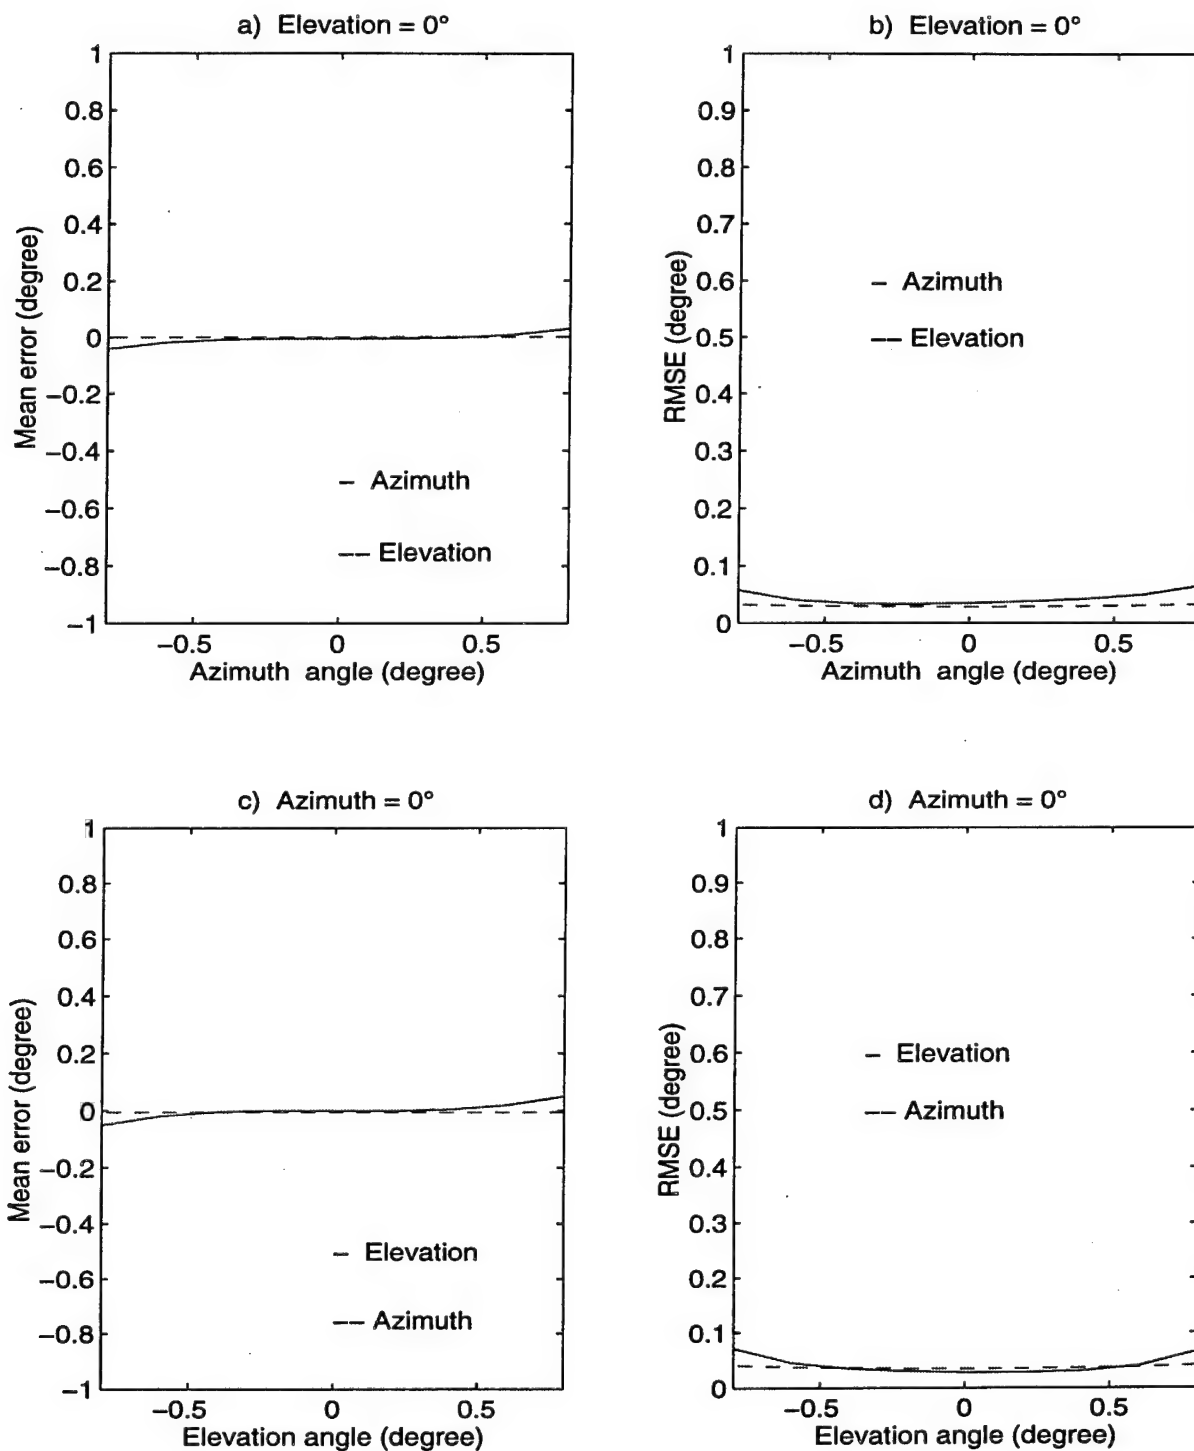 a) Elevation = 0°
1
0.8
0.6
0.4
0.2
0
−0.2
−0.4
−0.6
−0.8
−1
Mean error (degree)
– Azimuth
–– Elevation
−0.5 0 0.5
Azimuth angle (degree)
b) Elevation = 0°
1
0.9
0.8
0.7
0.6
0.5
0.4
0.3
0.2
0.1
0
RMSE (degree)
– Azimuth
–– Elevation
−0.5 0 0.5
Azimuth angle (degree)
c) Azimuth = 0°
1
0.8
0.6
0.4
0.2
0
−0.2
−0.4
−0.6
−0.8
−1
Mean error (degree)
– Elevation
–– Azimuth
−0.5 0 0.5
Elevation angle (degree)
d) Azimuth = 0°
1
0.9
0.8
0.7
0.6
0.5
0.4
0.3
0.2
0.1
0
RMSE (degree)
– Elevation
–– Azimuth
−0.5 0 0.5
Elevation angle (degree)